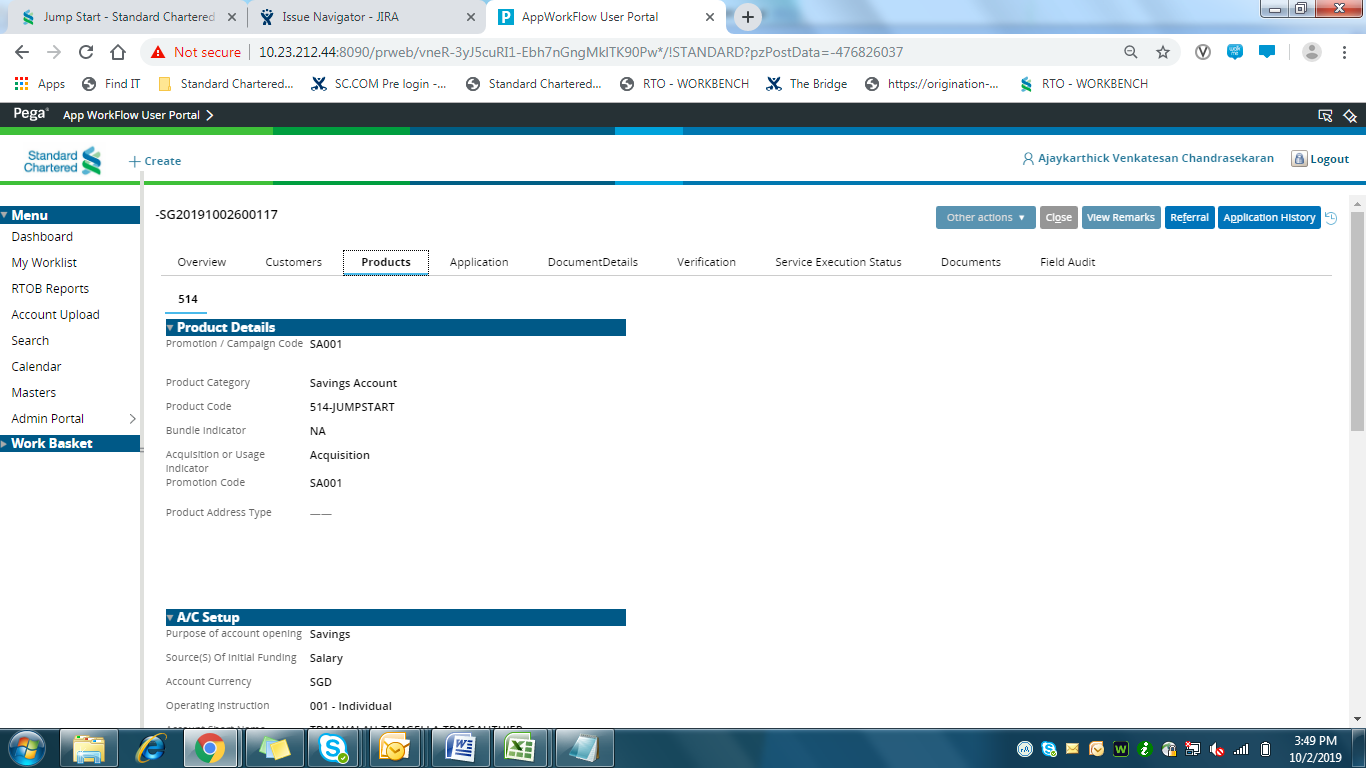 Jump Start - Standard Chartered
Issue Navigator - JIRA
AppWorkFlow User Portal
Not secure
10.23.212.44:8090/prweb/vneR-3yJ5cuRI1-Ebh7nGngMklTK90Pw*/!STANDARD?pzPostData=-476826037
Apps
Find IT
Standard Chartered...
SC.COM Pre login -...
Standard Chartered...
RTO - WORKBENCH
The Bridge
https://origination-...
RTO - WORKBENCH
Pega
App WorkFlow User Portal
Standard
Chartered
Create
Ajaykarthick Venkatesan Chandrasekaran
Logout
Menu
Dashboard
My Worklist
RTOB Reports
Account Upload
Search
Calendar
Masters
Admin Portal
Work Basket
-SG20191002600117
Other actions
Close
View Remarks
Referral
Application History
Overview
Customers
Products
Application
DocumentDetails
Verification
Service Execution Status
Documents
Field Audit
514
Product Details
Promotion / Campaign Code SA001
Product Category Savings Account
Product Code 514-JUMPSTART
Bundle Indicator NA
Acquisition or Usage Acquisition
Indicator
Promotion Code SA001
Product Address Type ——
A/C Setup
Purpose of account opening Savings
Source(S) Of Initial Funding Salary
Account Currency SGD
Operating Instruction 001 - Individual
3:49 PM
10/2/2019